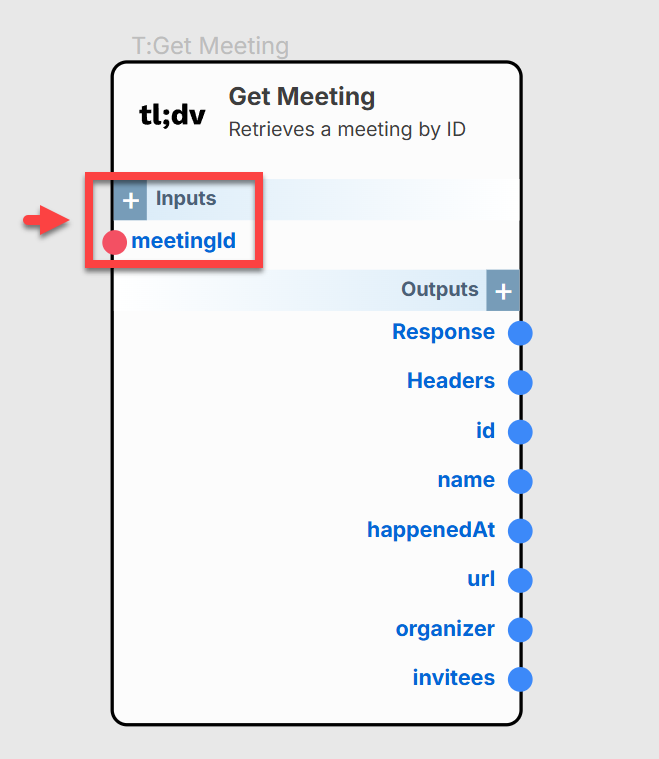 T:Get Meeting
tl;dv
Get Meeting
Retrieves a meeting by ID
+ Inputs
meetingId
Outputs +
Response
Headers
id
name
happenedAt
url
organizer
invitees